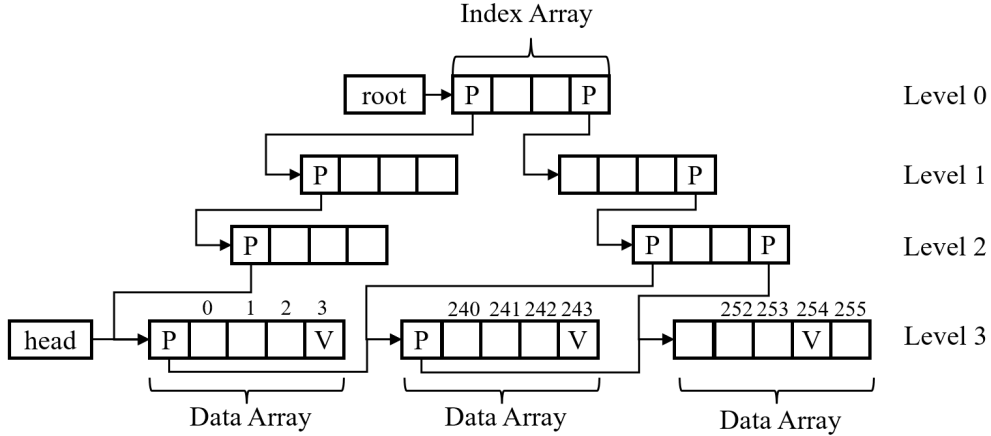 Index Array
root P P Level 0
P P Level 1
P P P Level 2
0 1 2 3 240 241 242 243 252 253 254 255
head P V P V V Level 3
Data Array Data Array Data Array